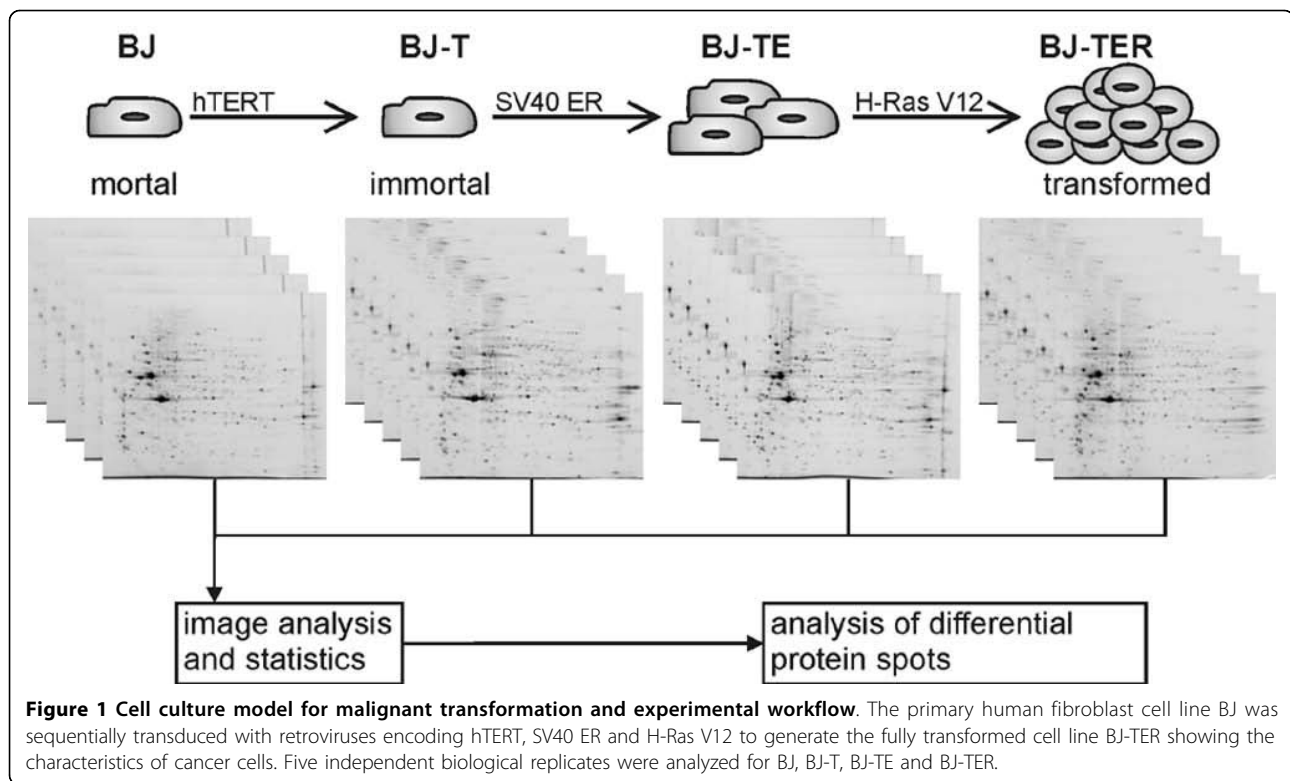 BJ BJ-T BJ-TE BJ-TER
hTERT SV40 ER H-Ras V12
mortal immortal transformed
image analysis
and statistics
analysis of differential
protein spots
Figure 1 Cell culture model for malignant transformation and experimental workflow. The primary human fibroblast cell line BJ was
sequentially transduced with retroviruses encoding hTERT, SV40 ER and H-Ras V12 to generate the fully transformed cell line BJ-TER showing the
characteristics of cancer cells. Five independent biological replicates were analyzed for BJ, BJ-T, BJ-TE and BJ-TER.